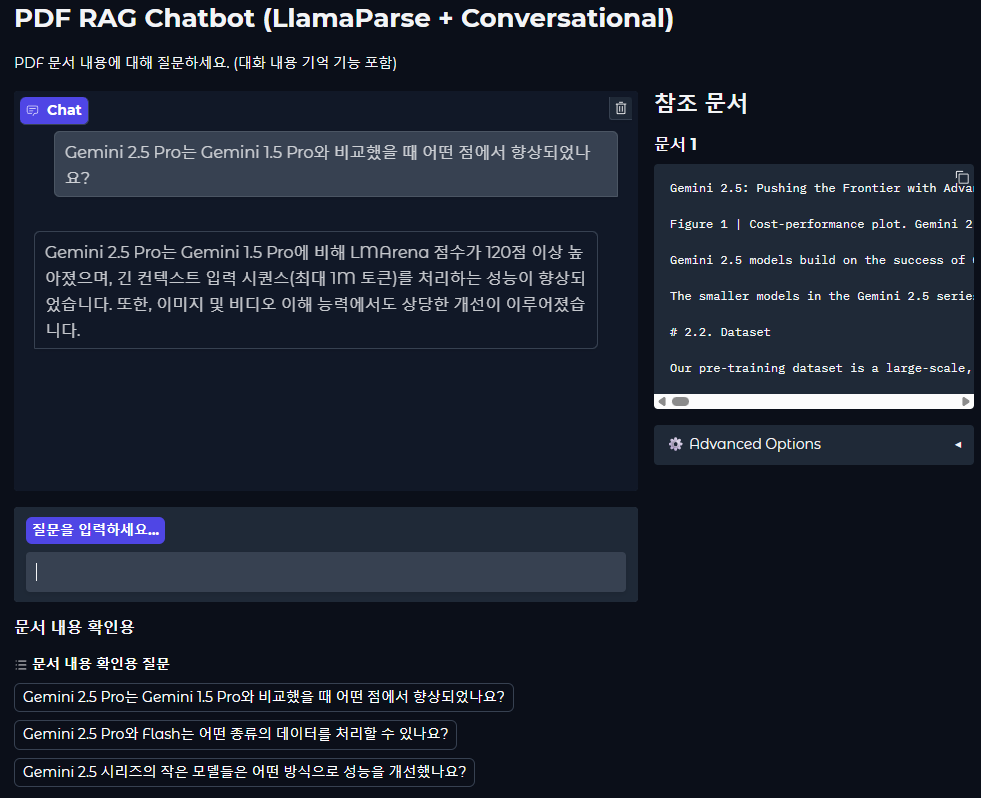 PDF RAG Chatbot (LlamaParse + Conversational)
PDF 문서 내용에 대해 질문하세요. (대화 내용 기억 기능 포함)
Chat
Gemini 2.5 Pro는 Gemini 1.5 Pro와 비교했을 때 어떤 점에서 향상되었나
요?
Gemini 2.5 Pro는 Gemini 1.5 Pro에 비해 LMArena 점수가 120점 이상 높
아졌으며, 긴 컨텍스트 입력 시퀀스(최대 1M 토큰)를 처리하는 성능이 향상되
었습니다. 또한, 이미지 및 비디오 이해 능력에서도 상당한 개선이 이루어졌습
니다.
질문을 입력하세요...
문서 내용 확인용
문서 내용 확인용 질문
Gemini 2.5 Pro는 Gemini 1.5 Pro와 비교했을 때 어떤 점에서 향상되었나요?
Gemini 2.5 Pro와 Flash는 어떤 종류의 데이터를 처리할 수 있나요?
Gemini 2.5 시리즈의 작은 모델들은 어떤 방식으로 성능을 개선했나요?
참조 문서
문서 1
Gemini 2.5: Pushing the Frontier with Adva
Figure 1 | Cost-performance plot. Gemini 2
Gemini 2.5 models build on the success of
The smaller models in the Gemini 2.5 serie
# 2.2. Dataset
Our pre-training dataset is a large-scale,
Advanced Options